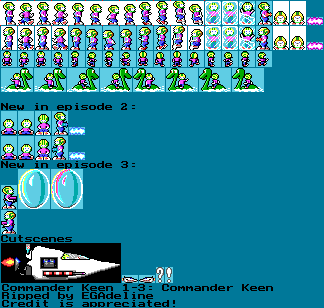 New in episode 2:
New in episode 3:
Cutscenes
Commander Keen 1-3: Commander Keen
Ripped by EGAdeline
Credit is appreciated!